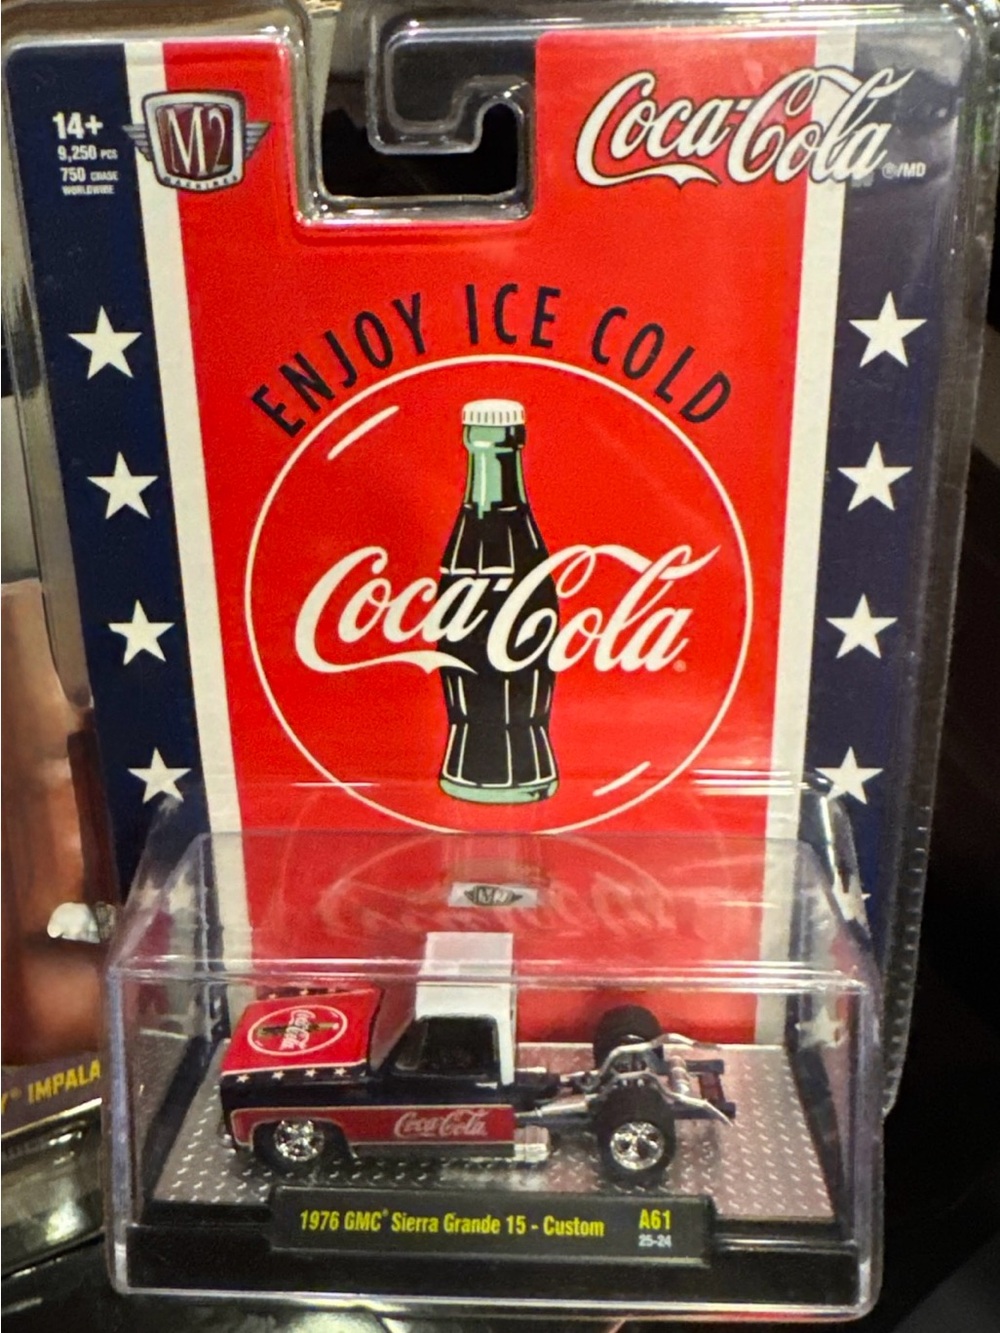 14+
9,250 PCS
750 CHASE
WORLDWIDE
M2
MACHINES
Coca-Cola ®/MD
ENJOY ICE COLD
Coca-Cola®
M2
Coca-Cola
Coca-Cola
Y® IMPALA
1976 GMC® Sierra Grande 15 - Custom A61
25-24